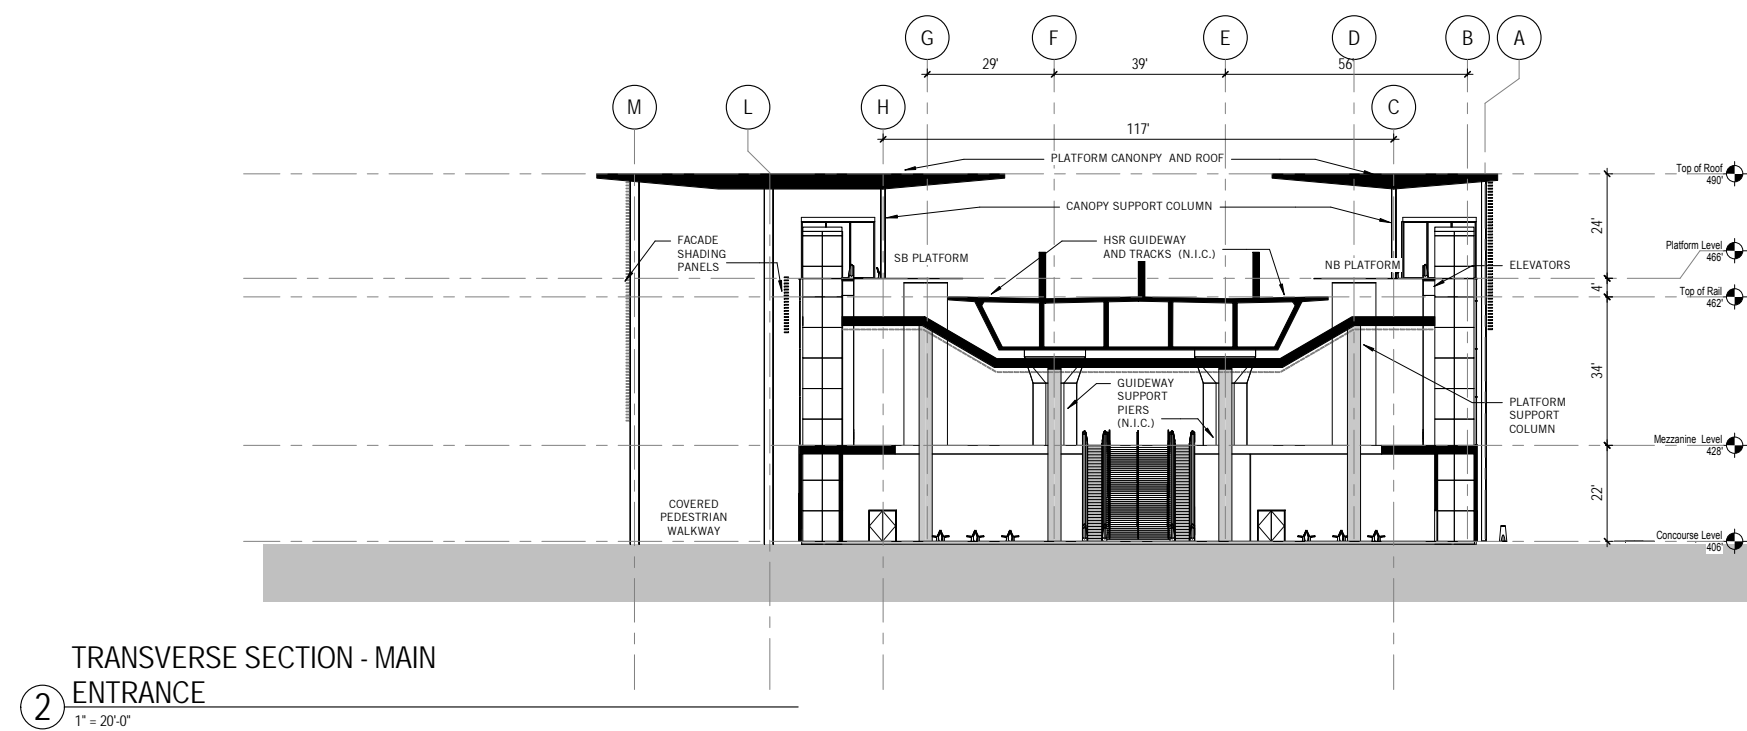 G
F
E
D
B
A
29'
39'
56'
M
L
H
C
117'
PLATFORM CANONPY AND ROOF
Top of Roof
490'
CANOPY SUPPORT COLUMN
24'
FACADE
SHADING
PANELS
HSR GUIDEWAY
AND TRACKS (N.I.C.)
SB PLATFORM
NB PLATFORM
ELEVATORS
Platform Level
466'
4'
Top of Rail
462'
34'
GUIDEWAY
SUPPORT
PIERS
(N.I.C.)
PLATFORM
SUPPORT
COLUMN
Mezzanine Level
428'
22'
COVERED
PEDESTRIAN
WALKWAY
Concourse Level
406'
TRANSVERSE SECTION - MAIN
ENTRANCE
2
1" = 20'-0"